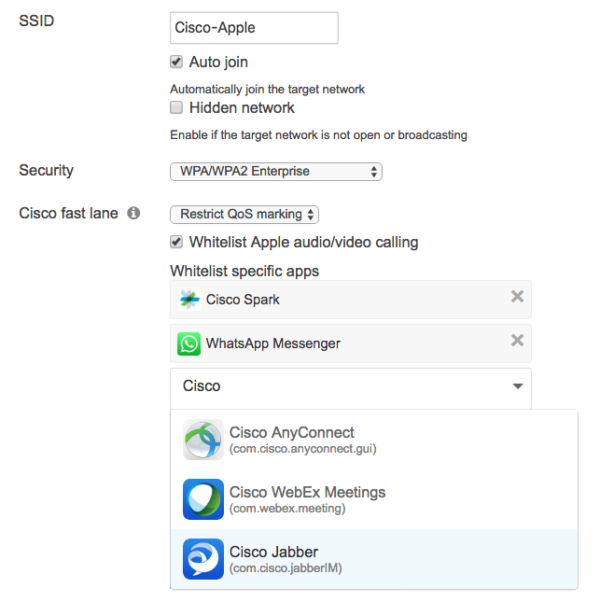 SSID
Cisco-Apple
Auto join
Automatically join the target network
Hidden network
Enable if the target network is not open or broadcasting
Security
WPA/WPA2 Enterprise
Cisco fast lane
Restrict QoS marking
Whitelist Apple audio/video calling
Whitelist specific apps
Cisco Spark
WhatsApp Messenger
Cisco
Cisco AnyConnect
(com.cisco.anyconnect.gui)
Cisco WebEx Meetings
(com.webex.meeting)
Cisco Jabber
(com.cisco.jabberIM)